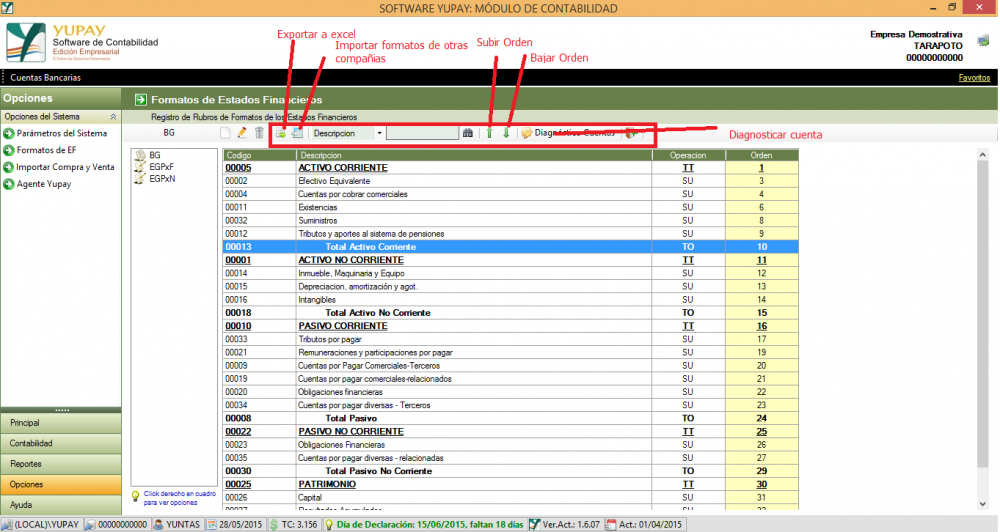 SOFTWARE YUPAY: MÓDULO DE CONTABILIDAD
YUPAY
Software de Contabilidad
Edición Empresarial
Empresa Demostrativa
TARAPOTO
00000000000
Exportar a excel
Importar formatos de otras
compañias
Subir Orden
Bajar Orden
Cuentas Bancarias
Favoritos
Opciones
Formatos de Estados Financieros
Opciones del Sistema
Registro de Rubros de Formatos de los Estados Financieros
BG
Descripcion
Diagnóstico Cuentas
Diagnosticar cuenta
Parámetros del Sistema
Formatos de EF
Importar Compra y Venta
Agente Yupay
BG
EGPxF
EGPxN
Codigo Descripcion Operacion Orden
00005 ACTIVO CORRIENTE TT 1
00002 Efectivo Equivalente SU 3
00004 Cuentas por cobrar comerciales SU 4
00011 Existencias SU 6
00032 Suministros SU 8
00012 Tributos y aportes al sistema de pensiones SU 9
00013 Total Activo Corriente TO 10
00001 ACTIVO NO CORRIENTE TT 11
00014 Inmueble, Maquinaria y Equipo SU 12
00015 Depreciacion, amortización y agot. SU 13
00016 Intangibles SU 14
00018 Total Activo No Corriente TO 15
00010 PASIVO CORRIENTE TT 16
00033 Tributos por pagar SU 17
00021 Remuneraciones y participaciones por pagar SU 19
00009 Cuentas por Pagar Comerciales-Terceros SU 20
00019 Cuentas por pagar comerciales-relacionados SU 21
00020 Obligaciones financieras SU 22
00034 Cuentas por pagar diversas - Terceros SU 23
00008 Total Pasivo TO 24
00022 PASIVO NO CORRIENTE TT 25
00023 Obligaciones Financieras SU 26
00035 Cuentas por pagar diversas - relacionadas SU 27
00030 Total Pasivo No Corriente TO 29
00025 PATRIMONIO TT 30
00026 Capital SU 31
Principal
Contabilidad
Reportes
Opciones
Ayuda
Click derecho en cuadro
para ver opciones
(LOCAL)\YUPAY 00000000000 YUNTAS 28/05/2015 TC: 3.156 Día de Declaración: 15/06/2015, faltan 18 días Ver.Act.: 1.6.07 Act.: 01/04/2015